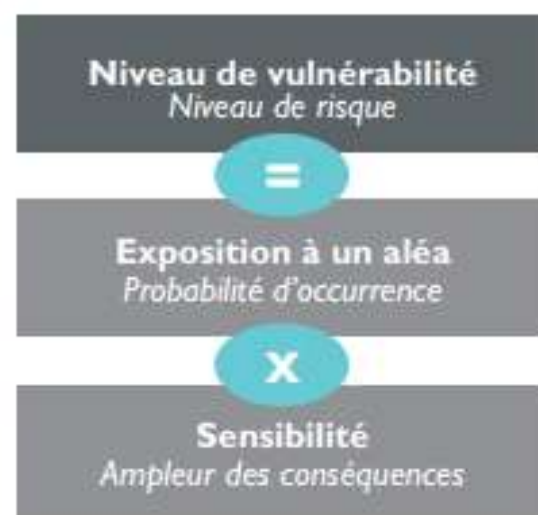 Niveau de vulnérabilité
Niveau de risque
=
Exposition à un aléa
Probabilité d'occurrence
x
Sensibilité
Ampleur des conséquences